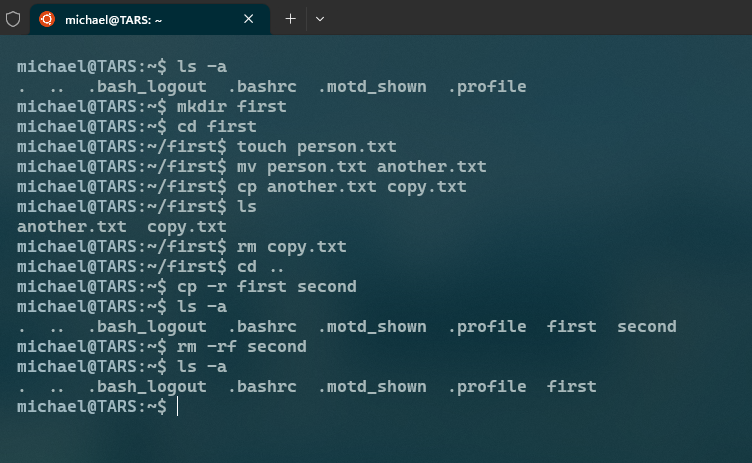 michael@TARS: ~
michael@TARS:~$ ls -a
.  ..  .bash_logout  .bashrc  .motd_shown  .profile
michael@TARS:~$ mkdir first
michael@TARS:~$ cd first
michael@TARS:~/first$ touch person.txt
michael@TARS:~/first$ mv person.txt another.txt
michael@TARS:~/first$ cp another.txt copy.txt
michael@TARS:~/first$ ls
another.txt  copy.txt
michael@TARS:~/first$ rm copy.txt
michael@TARS:~/first$ cd ..
michael@TARS:~$ cp -r first second
michael@TARS:~$ ls -a
.  ..  .bash_logout  .bashrc  .motd_shown  .profile  first  second
michael@TARS:~$ rm -rf second
michael@TARS:~$ ls -a
.  ..  .bash_logout  .bashrc  .motd_shown  .profile  first
michael@TARS:~$